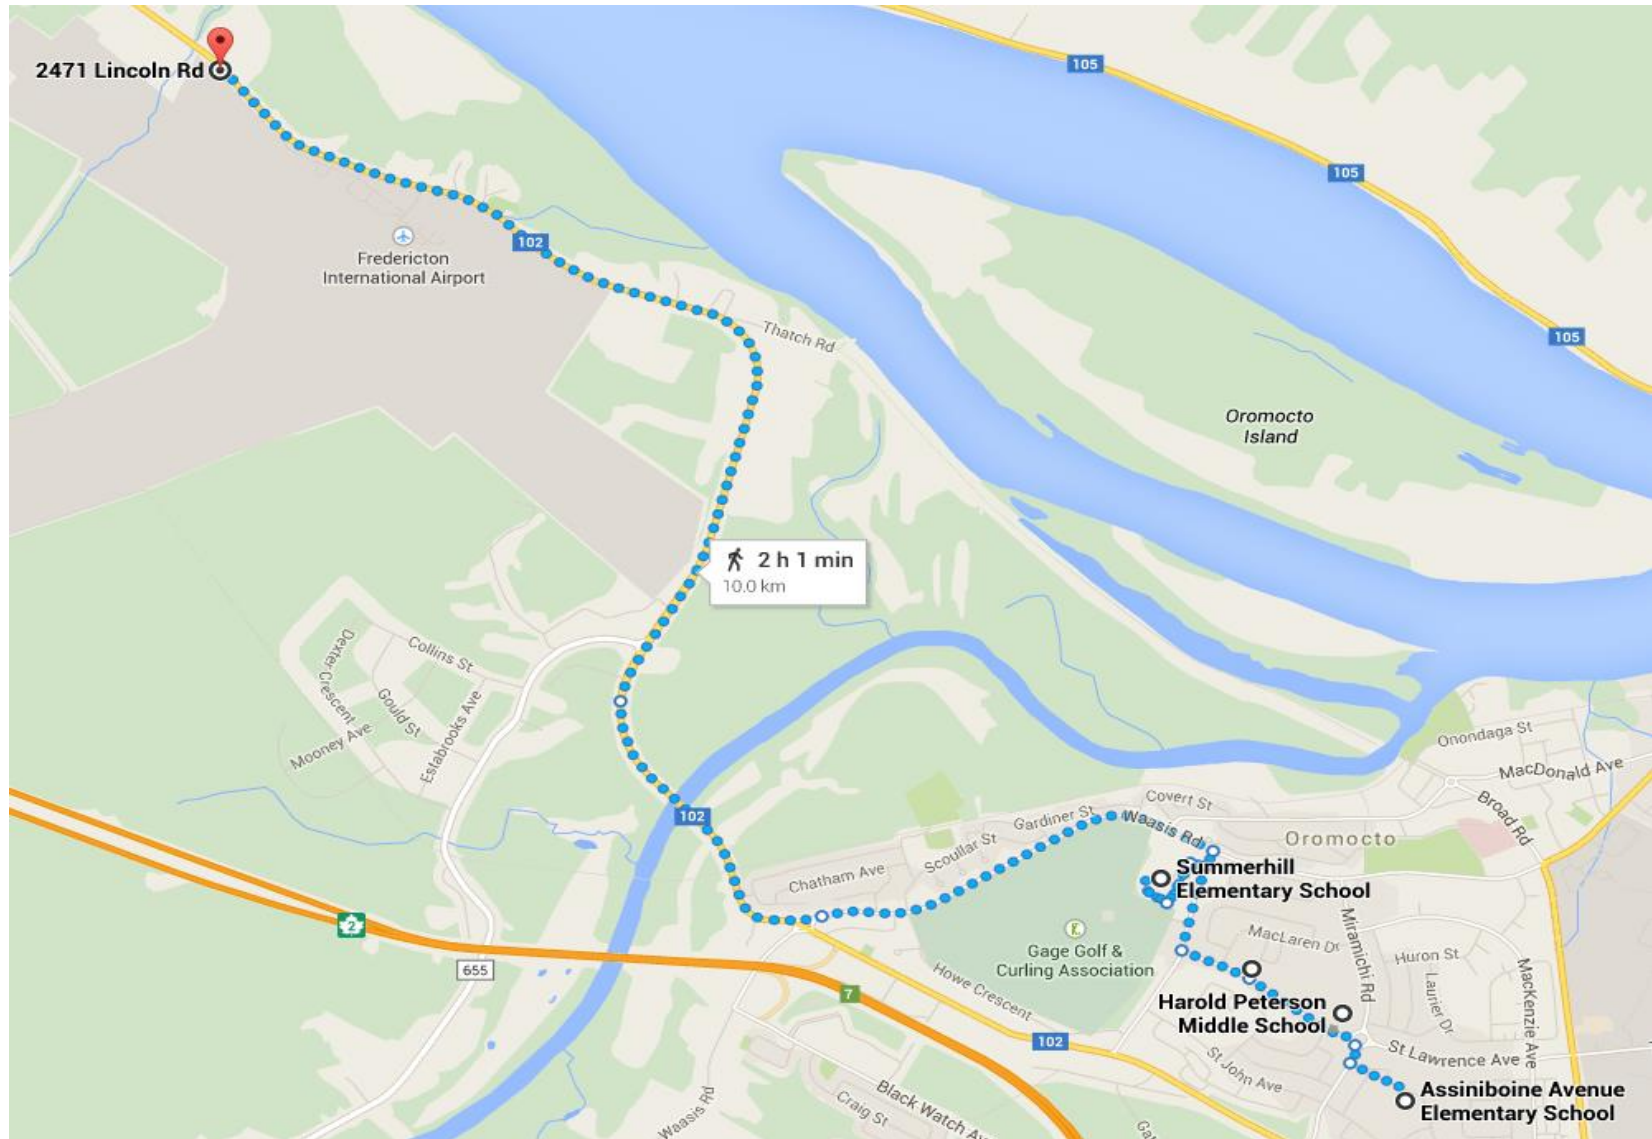 105
2471 Lincoln Rd
105
102
Fredericton
International Airport
Thatch Rd
105
Oromocto
Island
2 h 1 min
10.0 km
Collins St
Dexter Crescent
Gould St
Estabrooks Ave
Mooney Ave
Onondaga St
MacDonald Ave
Broad Rd
102
Covert St
Gardiner St
Waasis Rd
Oromocto
Scoullar St
Chatham Ave
Summerhill
Elementary School
2
Gage Golf &
Curling Association
MacLaren Dr
Miramichi Rd
Huron St
Laurier Dr
MacKenzie Ave
655
7
Howe Crescent
Harold Peterson
Middle School
102
St Lawrence Ave
St John Ave
Assiniboine Avenue
Elementary School
Waasis Rd
Black Watch Av
Craig St